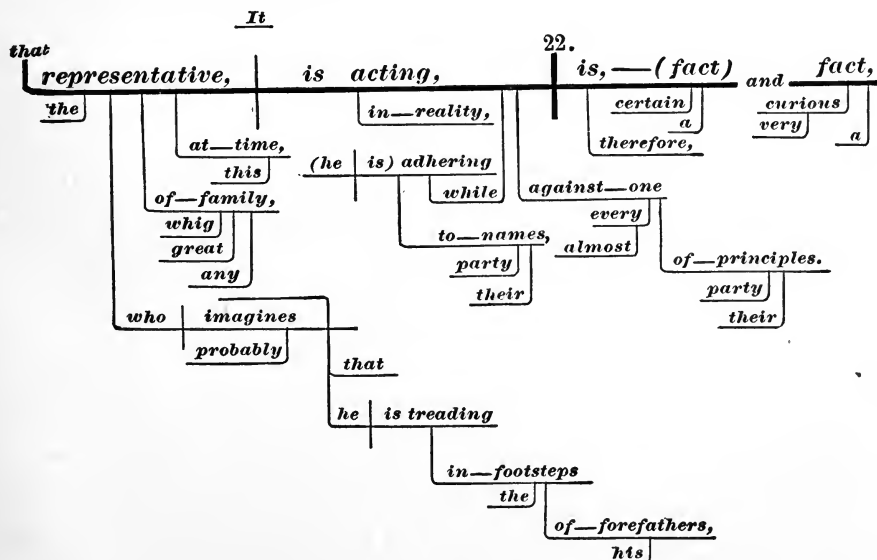 It
22.
that
representative, is acting, is,—(fact) and fact,
the in—reality, certain curious
a very a
at—time, therefore,
this (he is) adhering
of—family, while against—one
whig every
great to—names, almost
any party of—principles.
their party
who imagines their
probably
that
he is treading
in—footsteps
the
of—forefathers,
his